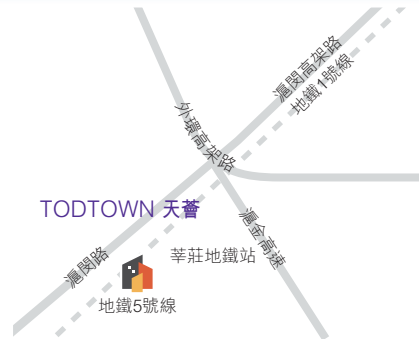 滬閔高架路
地鐵1號線
外環高架路
TODTOWN 天薈
滬金高速
莘莊地鐵站
滬閔路
地鐵5號線